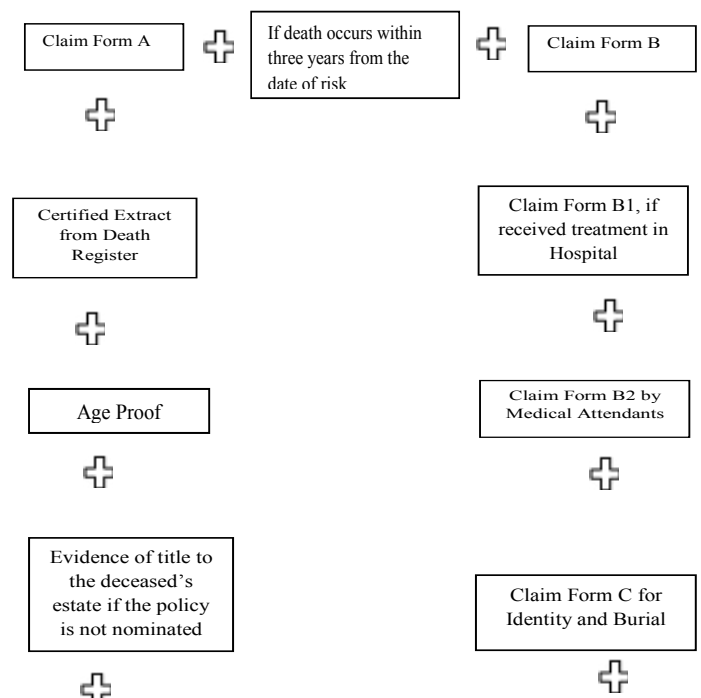 Claim Form A
If death occurs within
three years from the
date of risk
Claim Form B
Certified Extract
from Death
Register
Claim Form B1, if
received treatment in
Hospital
Age Proof
Claim Form B2 by
Medical Attendants
Evidence of title to
the deceased’s
estate if the policy
is not nominated
Claim Form C for
Identity and Burial